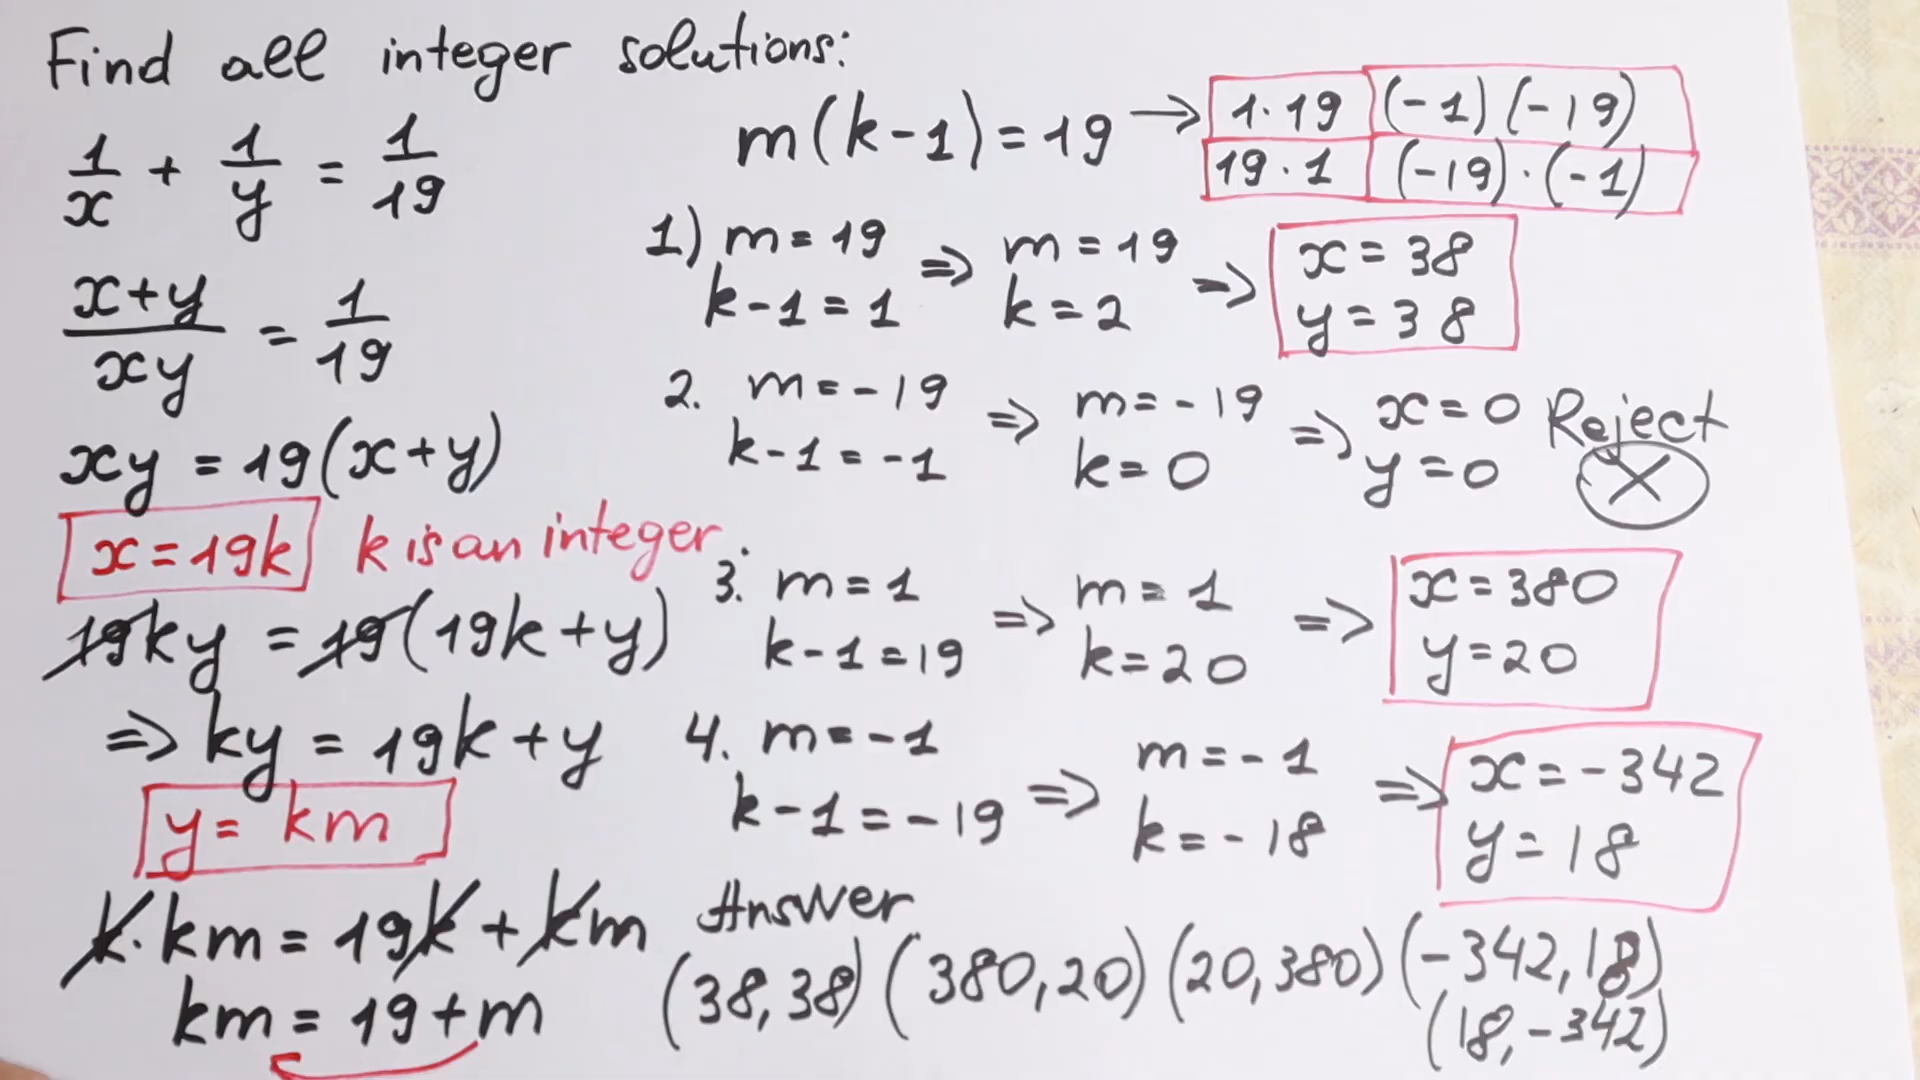 Find all integer solutions:
1/x + 1/y = 1/19
(x+y)/(xy) = 1/19
xy = 19(x+y)
x = 19k k is an integer
19ky = 19(19k+y)
⇒ ky = 19k + y
y = km
k·km = 19k + km
km = 19+m
m(k-1) = 19 → 1·19 (-1)(-19)
19·1 (-19)·(-1)
1) m = 19 ⇒ m = 19 ⇒ x = 38
k-1 = 1 k = 2 y = 38
2. m = -19 ⇒ m = -19 ⇒ x = 0 Reject
k-1 = -1 k = 0 y = 0 ×
3. m = 1 ⇒ m = 1 ⇒ x = 380
k-1 = 19 k = 20 y = 20
4. m = -1 ⇒ m = -1 ⇒ x = -342
k-1 = -19 k = -18 y = 18
Answer
(38,38) (380,20) (20,380) (-342,18)
(18,-342)